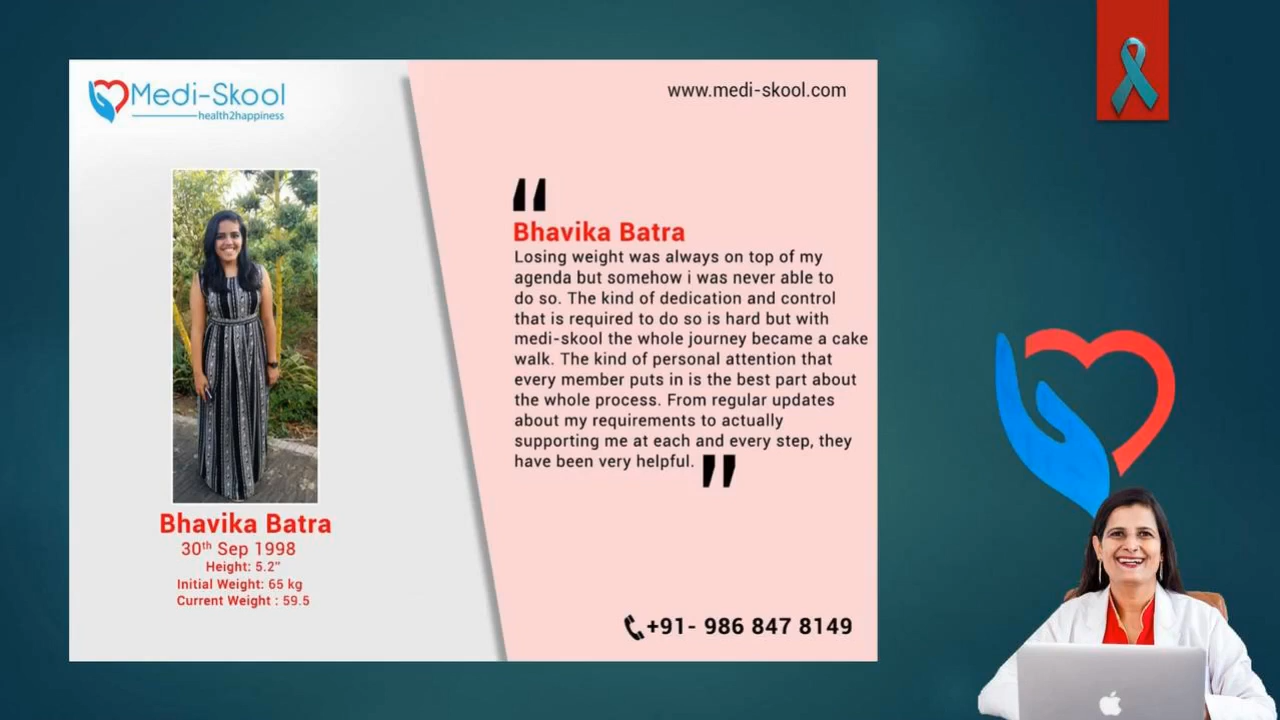 Medi-Skool
health2happiness
www.medi-skool.com
"
Bhavika Batra
Losing weight was always on top of my
agenda but somehow i was never able to
do so. The kind of dedication and control
that is required to do so is hard but with
medi-skool the whole journey became a cake
walk. The kind of personal attention that
every member puts in is the best part about
the whole process. From regular updates
about my requirements to actually
supporting me at each and every step, they
have been very helpful. "
Bhavika Batra
30th Sep 1998
Height: 5.2"
Initial Weight: 65 kg
Current Weight : 59.5
+91- 986 847 8149